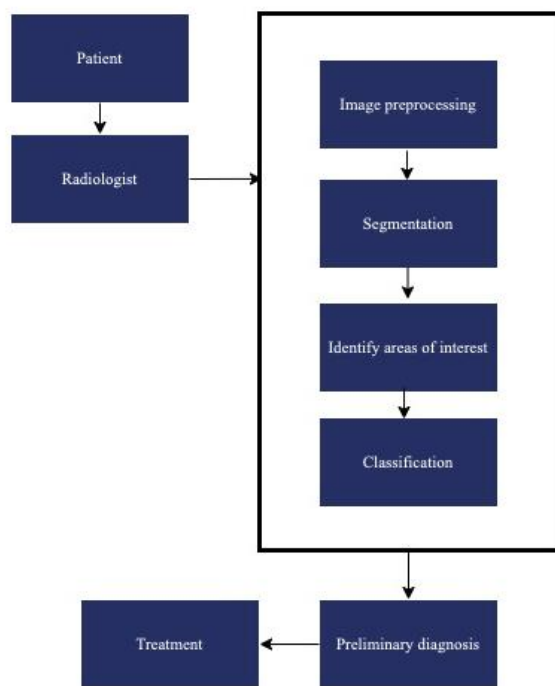 Patient
Radiologist
Image preprocessing
Segmentation
Identify areas of interest
Classification
Preliminary diagnosis
Treatment